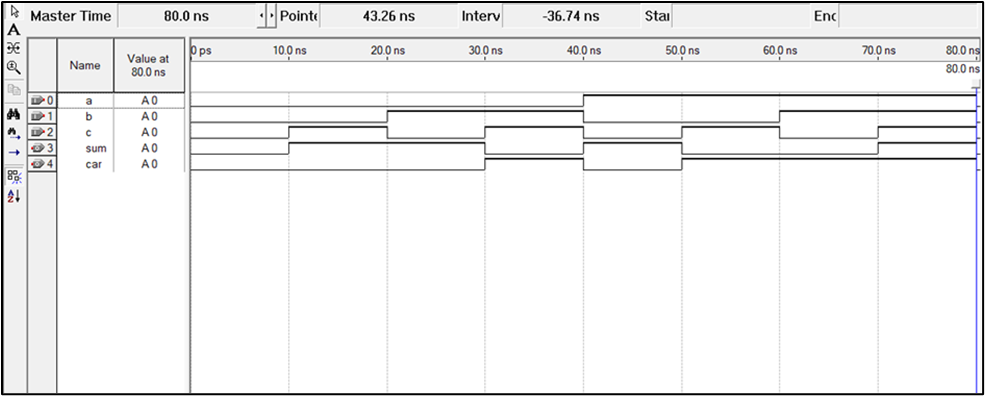 Master Time 80.0 ns Pointe 43.26 ns Interv -36.74 ns Star End
A
Name Value at 80.0 ns
0 ps 10.0 ns 20.0 ns 30.0 ns 40.0 ns 50.0 ns 60.0 ns 70.0 ns 80.0 ns
80.0 ns
0 a A 0
1 b A 0
2 c A 0
3 sum A 0
4 car A 0
A
Z